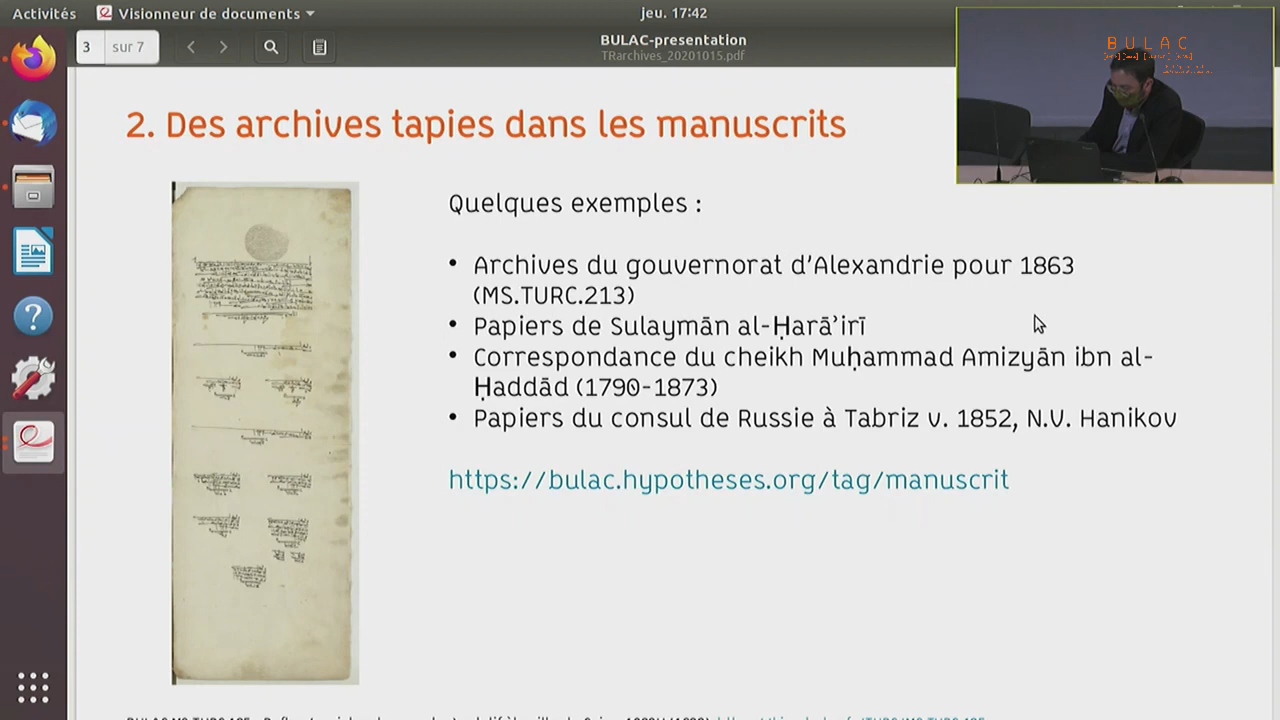 Activités
Visionneur de documents
jeu. 17:42
3 sur 7
BULAC-presentation
TRarchives_20201015.pdf
BULAC
2. Des archives tapies dans les manuscrits
Quelques exemples :
• Archives du gouvernorat d'Alexandrie pour 1863
(MS.TURC.213)
• Papiers de Sulaymān al-Ḥarāʾirī
• Correspondance du cheikh Muḥammad Amizyān ibn al-
Ḥaddād (1790-1873)
• Papiers du consul de Russie à Tabriz v. 1852, N.V. Hanikov
https://bulac.hypotheses.org/tag/manuscrit